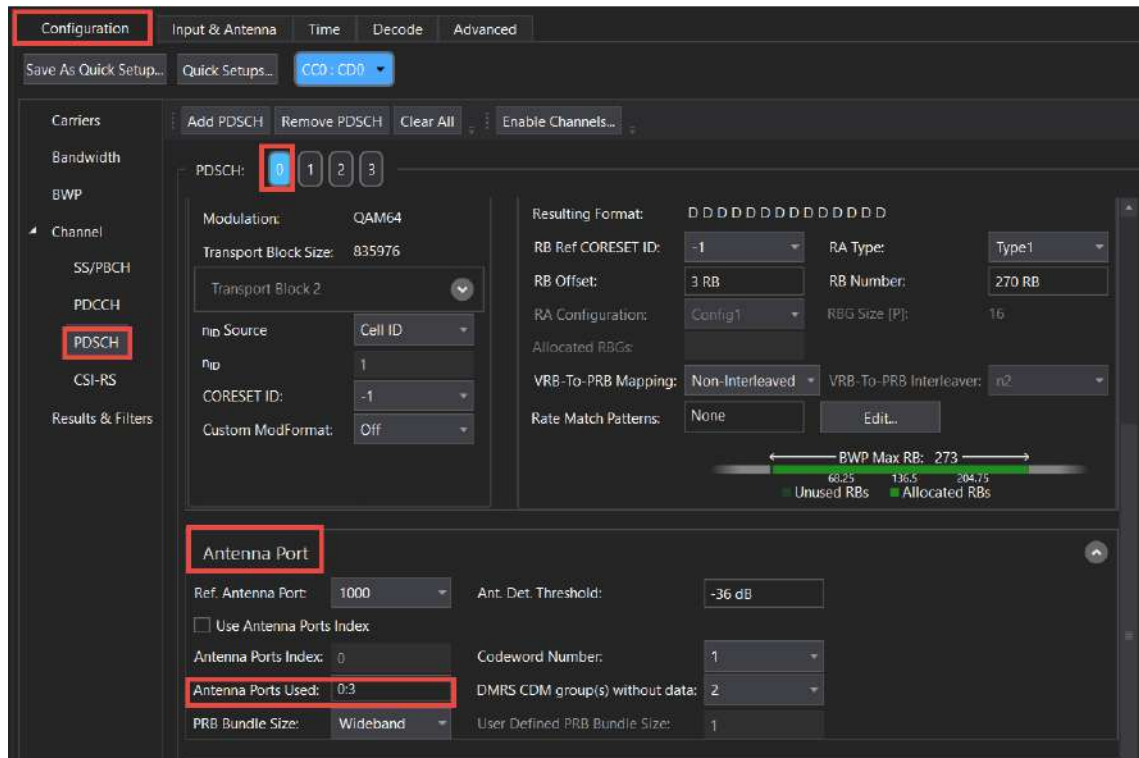 Configuration Input & Antenna Time Decode Advanced
Save As Quick Setup... Quick Setups... CC0 : CD0
Carriers Add PDSCH Remove PDSCH Clear All Enable Channels...
Bandwidth
PDSCH: 0 1 2 3
BWP
Modulation: QAM64 Resulting Format: D D D D D D D D D D D D D D
Channel
Transport Block Size: 835976 RB Ref CORESET ID: -1 RA Type: Type1
SS/PBCH
Transport Block 2 RB Offset: 3 RB RB Number: 270 RB
PDCCH
RA Configuration: Config1 RBG Size [P]: 16
nID Source Cell ID
PDSCH
Allocated RBGs:
nID 1
CSI-RS
VRB-To-PRB Mapping: Non-Interleaved VRB-To-PRB Interleaver: n2
CORESET ID: -1
Results & Filters
Custom ModFormat: Off Rate Match Patterns: None Edit...
BWP Max RB: 273
68.25 136.5 204.75
Unused RBs Allocated RBs
Antenna Port
Ref. Antenna Port: 1000 Ant. Det. Threshold: -36 dB
Use Antenna Ports Index
Antenna Ports Index: 0 Codeword Number: 1
Antenna Ports Used: 0:3 DMRS CDM group(s) without data: 2
PRB Bundle Size: Wideband User Defined PRB Bundle Size: 1